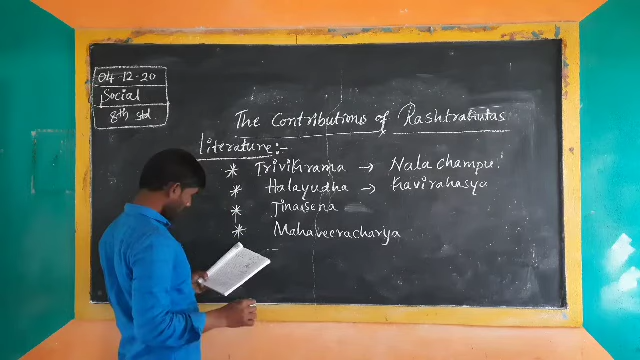 04-12-20
Social
8th std
The Contributions of Rashtrakutas
Literature:-
* Trivikrama → Nala champu.
* Halayudha → Kavirahasya
* Jinasena
* Mahaveeracharya